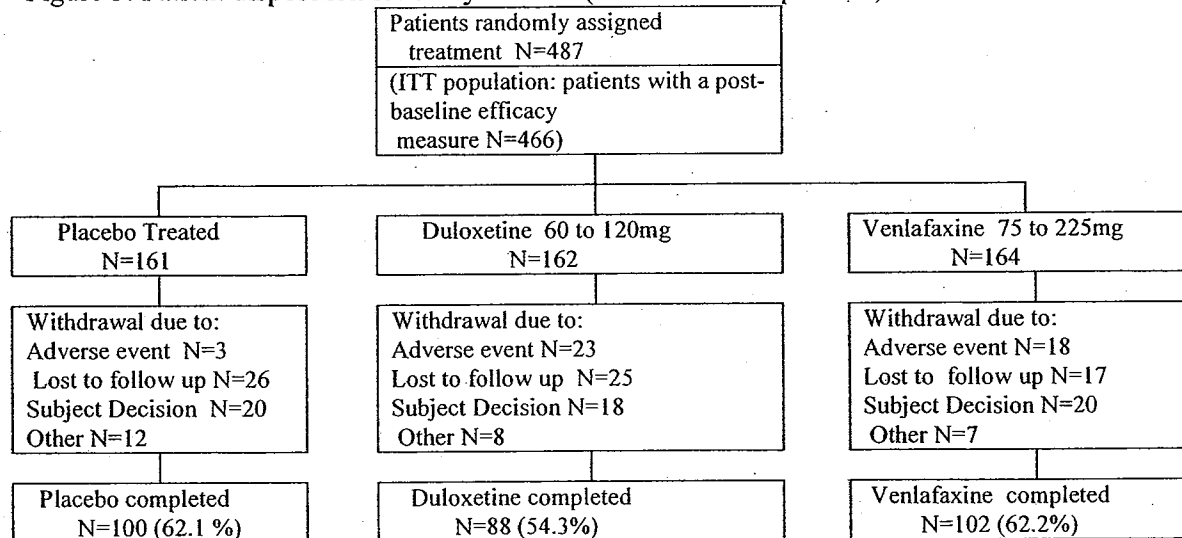 Patients randomly assigned
treatment N=487
(ITT population: patients with a post-
baseline efficacy
measure N=466)
Placebo Treated
N=161
Duloxetine 60 to 120mg
N=162
Venlafaxine 75 to 225mg
N=164
Withdrawal due to:
Adverse event N=3
Lost to follow up N=26
Subject Decision N=20
Other N=12
Withdrawal due to:
Adverse event N=23
Lost to follow up N=25
Subject Decision N=18
Other N=8
Withdrawal due to:
Adverse event N=18
Lost to follow up N=17
Subject Decision N=20
Other N=7
Placebo completed
N=100 (62.1 %)
Duloxetine completed
N=88 (54.3%)
Venlafaxine completed
N=102 (62.2%)